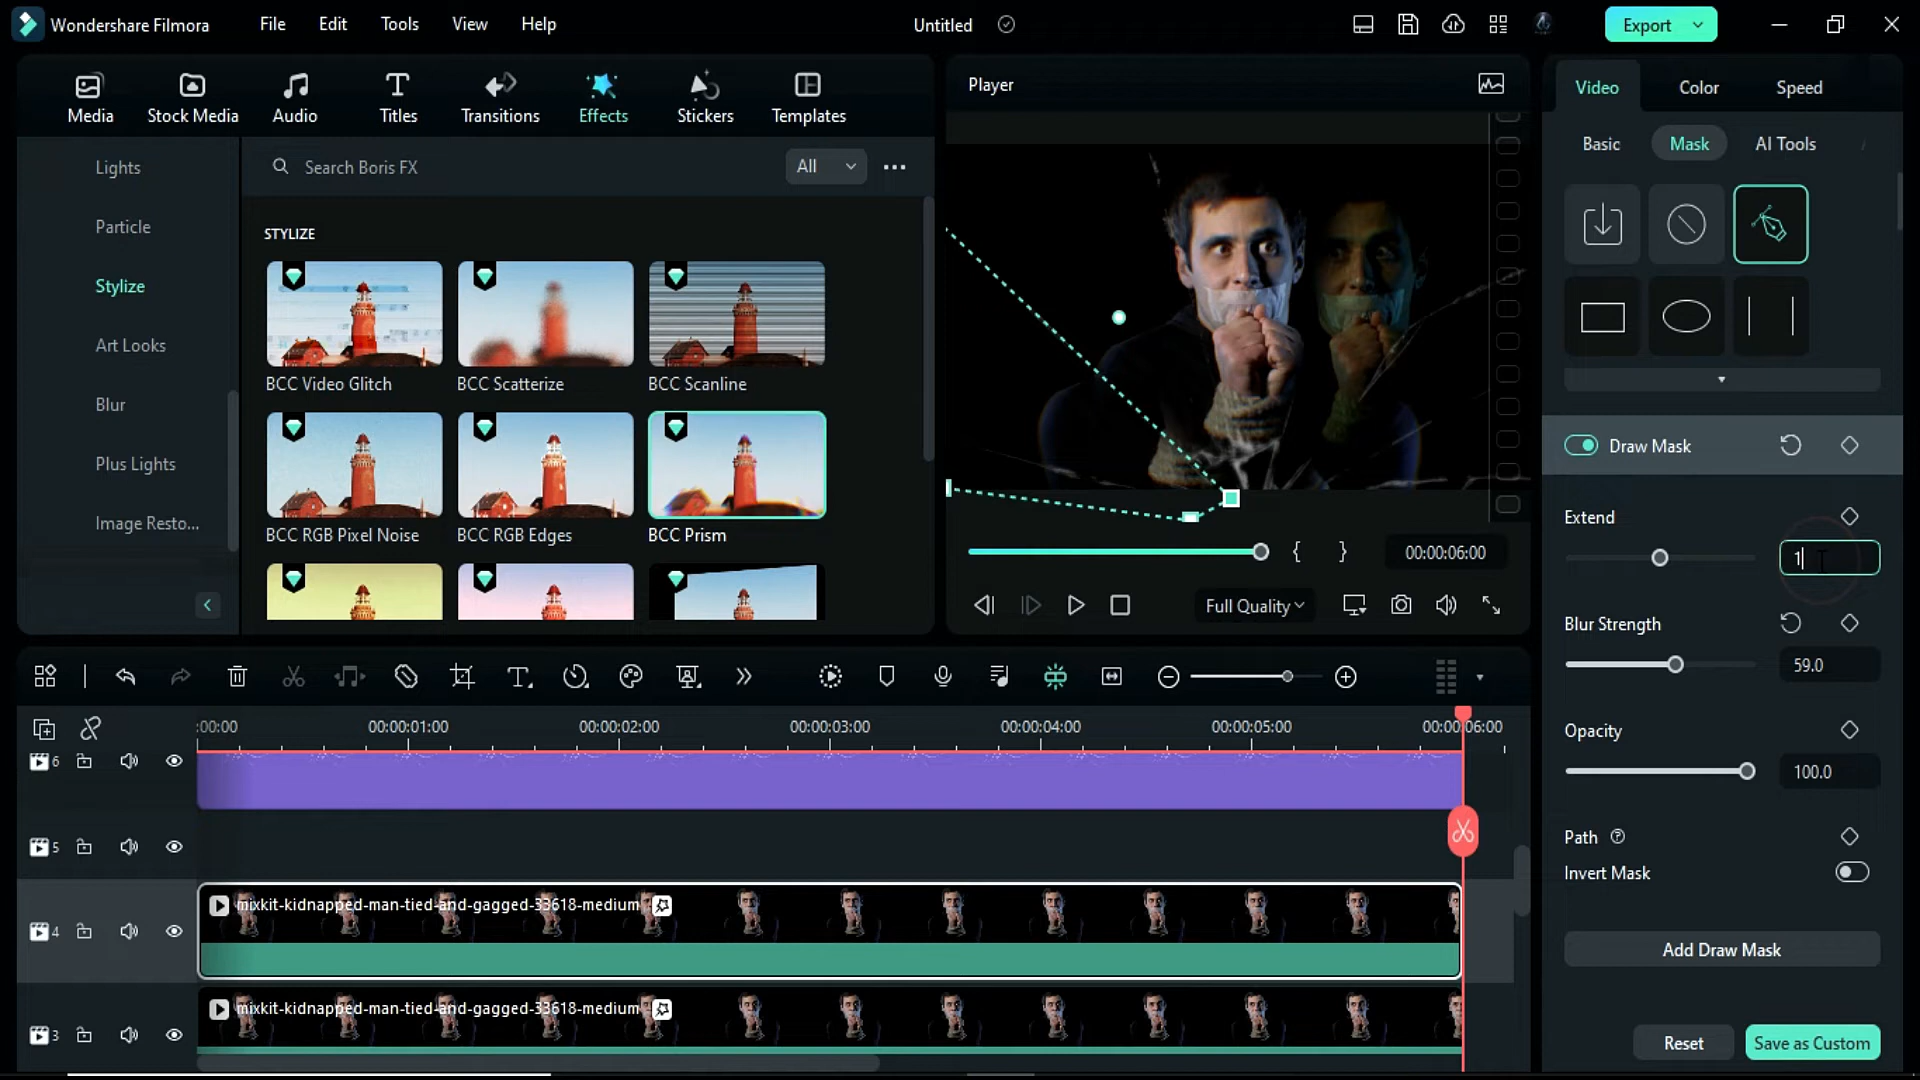 Wondershare Filmora
File
Edit
Tools
View
Help
Untitled
Export
Media
Stock Media
Audio
Titles
Transitions
Effects
Stickers
Templates
Player
Video
Color
Speed
Basic
Mask
AI Tools
Lights
Particle
Stylize
Art Looks
Blur
Plus Lights
Image Resto...
Search Boris FX
All
STYLIZE
BCC Video Glitch
BCC Scatterize
BCC Scanline
BCC RGB Pixel Noise
BCC RGB Edges
BCC Prism
00:00:06:00
Full Quality
Draw Mask
Extend
1
Blur Strength
59.0
Opacity
100.0
Path
Invert Mask
Add Draw Mask
Reset
Save as Custom
:00:00
00:00:01:00
00:00:02:00
00:00:03:00
00:00:04:00
00:00:05:00
00:00:06:00
6
5
4
mixkit-kidnapped-man-tied-and-gagged-33618-medium
3
mixkit-kidnapped-man-tied-and-gagged-33618-medium